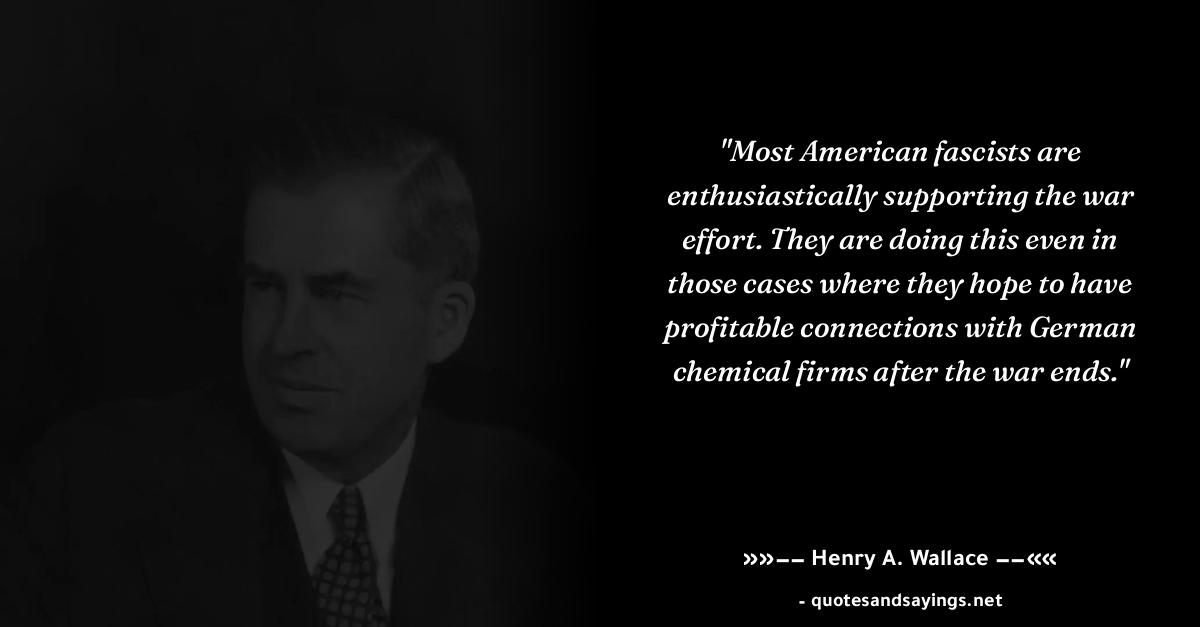 "Most American fascists are
enthusiastically supporting the war
effort. They are doing this even in
those cases where they hope to have
profitable connections with German
chemical firms after the war ends."
»»−− Henry A. Wallace −−««
- quotesandsayings.net